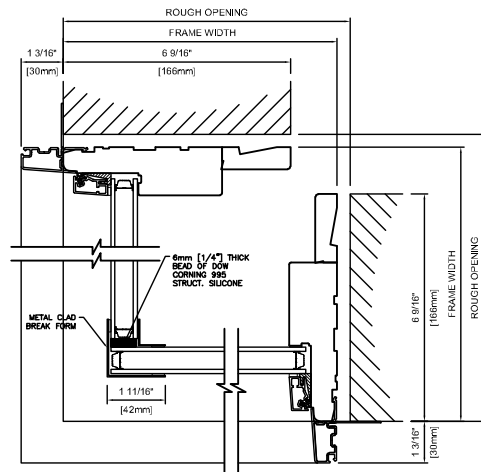 ROUGH OPENING
FRAME WIDTH
1 3/16"
[30mm]
6 9/16"
[166mm]
6mm [1/4"] THICK
BEAD OF DOW
CORNING 995
STRUCT. SILICONE
METAL CLAD
BREAK FORM
1 11/16"
[42mm]
6 9/16"
[166mm]
FRAME WIDTH
ROUGH OPENING
1 3/16"
[30mm]